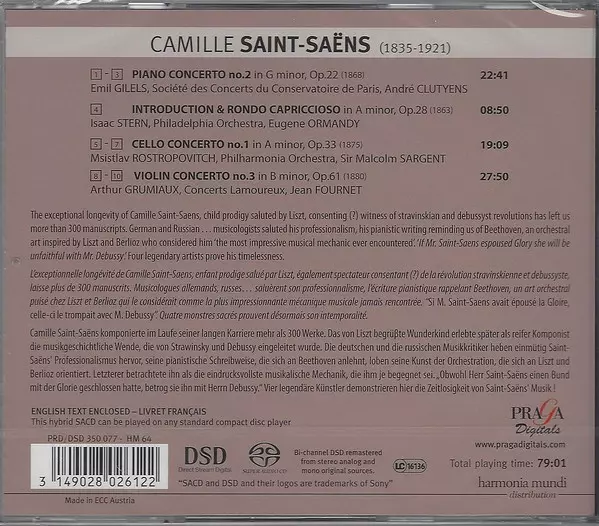 CAMILLE SAINT-SAËNS (1835-1921)
1 - 3 PIANO CONCERTO no.2 in G minor, Op.22 (1868) 22:41
Emil GILELS, Société des Concerts du Conservatoire de Paris, André CLUTYENS
4 INTRODUCTION & RONDO CAPRICCIOSO in A minor, Op.28 (1863) 08:50
Isaac STERN, Philadelphia Orchestra, Eugene ORMANDY
5 - 7 CELLO CONCERTO no.1 in A minor, Op.33 (1875) 19:09
Msistlav ROSTROPOVITCH, Philharmonia Orchestra, Sir Malcolm SARGENT
8 - 10 VIOLIN CONCERTO no.3 in B minor, Op.61 (1880) 27:50
Arthur GRUMIAUX, Concerts Lamoureux, Jean FOURNET
The exceptional longevity of Camille Saint-Saens, child prodigy saluted by Liszt, consenting (?) witness of stravinskian and debussyst revolutions has left us
more than 300 manuscripts. German and Russian ... musicologists saluted his professionalism, his pianistic writing reminding us of Beethoven, an orchestral
art inspired by Liszt and Berlioz who considered him 'the most impressive musical mechanic ever encountered'. 'If Mr. Saint-Saens espoused Glory she will be
unfaithful with Mr. Debussy.' Four legendary artists prove his timelessness.
L'exceptionnelle longévité de Camille Saint-Saens, enfant prodige salué par Liszt, également spectateur consentant (?) de la révolution stravinskienne et debussyste,
laisse plus de 300 manuscrits. Musicologues allemands, russes... saluèrent son professionnalisme, l'écriture pianistique rappelant Beethoven, un art orchestral
puisé chez Liszt et Berlioz qui le considérait comme la plus impressionnante mécanique musicale jamais rencontrée. "Si M. Saint-Saens avait épousé la Gloire,
celle-ci le trompait avec M. Debussy". Quatre monstres sacrés prouvent désormais son intemporalité.
Camille Saint-Saëns komponierte im Laufe seiner langen Karriere mehr als 300 Werke. Das von Liszt begrüßte Wunderkind erlebte später als reifer Komponist
die musikgeschichtliche Wende, die von Strawinsky und Debussy eingeleitet wurde. Die deutschen und die russischen Musikkritiker heben einmütig Saint-
Saëns' Professionalismus hervor, seine pianistische Schreibweise, die sich an Beethoven anlehnt, loben seine Kunst der Orchestration, die sich an Liszt und
Berlioz orientiert. Letzterer betrachtete ihn als die eindrucksvollste musikalische Mechanik, die ihm je begegnet sei. „Obwohl Herr Saint-Saëns einen Bund
mit der Glorie geschlossen hatte, betrog sie ihn mit Herrn Debussy." Vier legendäre Künstler demonstrieren hier die Zeitlosigkeit von Saint-Saëns' Musik !
ENGLISH TEXT ENCLOSED – LIVRET FRANÇAIS
This hybrid SACD can be played on any standard compact disc player
PRAGA
Digitals
www.pragadigitals.com
PRD/DSD 350 077 - HM 64
3 149028 026122
Made in ECC Austria
DSD
Direct Stream Digital
SUPER AUDIO CD
Bi-channel DSD remastered
from stereo analog and
mono original sources.
LC 16136
"SACD and DSD and their logos are trademarks of Sony"
Total playing time: 79:01
harmonia mundi
distribution